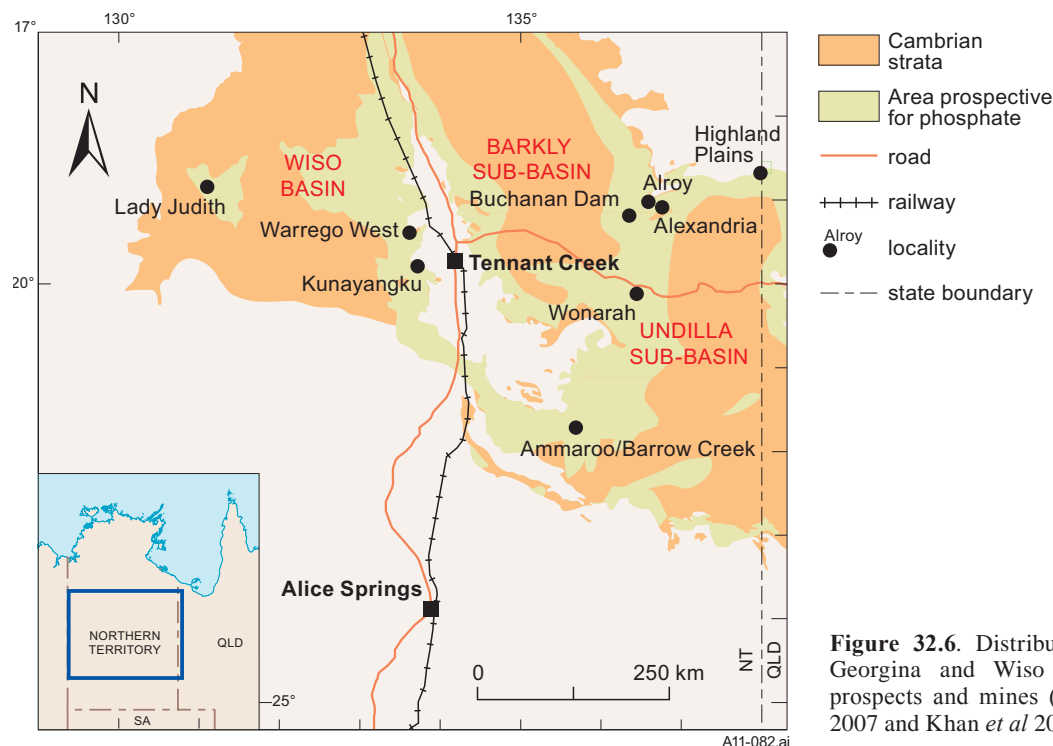 130°
135°
17°
20°
25°
N
WISO
BASIN
BARKLY
SUB-BASIN
UNDILLA
SUB-BASIN
Highland
Plains
Alroy
Buchanan Dam
Alexandria
Lady Judith
Warrego West
Kunayangku
Tennant Creek
Wonarah
Ammaroo/Barrow Creek
Alice Springs
0 250 km
NT
QLD
NORTHERN
TERRITORY
QLD
SA
A11-082.ai
Cambrian
strata
Area prospective
for phosphate
road
railway
Alroy
locality
state boundary
Figure 32.6. Distribu
Georgina and Wiso
prospects and mines (
2007 and Khan et al 20